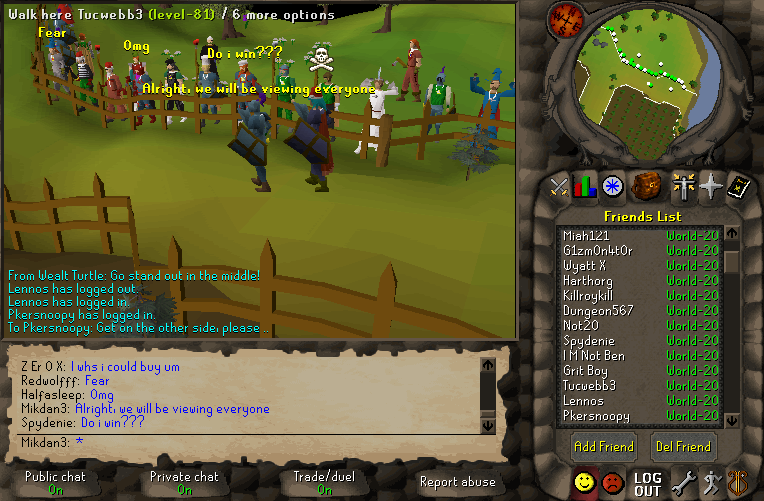 Walk here Tucwebb3 (level-81) / 6 more options
Fear
Omg
Do i win???
Alright, we will be viewing everyone
From Wealt Turtle: Go stand out in the middle!
Lennos has logged out.
Lennos has logged in.
Pkersnoopy has logged in.
To Pkersnoopy: Get on the other side, please ..
Z Er O X: I whs i could buy um
Redwolfff: Fear
Halfasleep: Omg
Mikdan3: Alright, we will be viewing everyone
Spydenie: Do i win???
Mikdan3: *
Public chat
On
Private chat
On
Trade/duel
On
Report abuse
Friends List
Miah121 World-20
G1zm0n4t0r World-20
Wyatt X World-20
Harthorg World-20
Killroykill World-20
Dungeon567 World-20
Not20 World-20
Spydenie World-20
I M Not Ben World-20
Grit Boy World-20
Tucwebb3 World-20
Lennos World-20
Pkersnoopy World-20
Add Friend
Del Friend
LOG
OUT